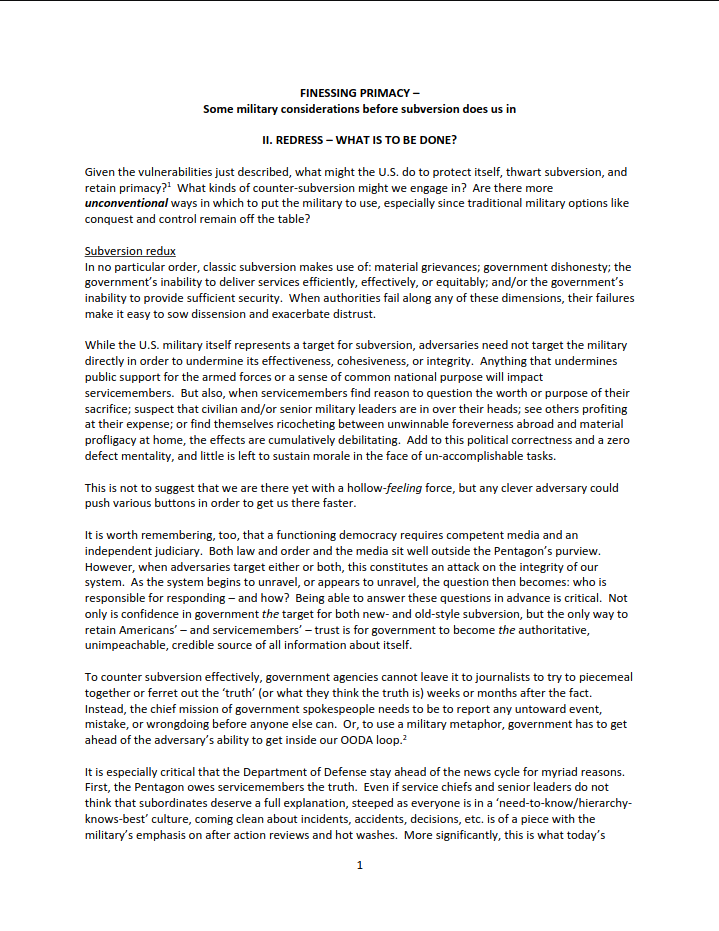 FINESSING PRIMACY –
Some military considerations before subversion does us in
II. REDRESS – WHAT IS TO BE DONE?
Given the vulnerabilities just described, what might the U.S. do to protect itself, thwart subversion, and
retain primacy?¹ What kinds of counter-subversion might we engage in? Are there more
unconventional ways in which to put the military to use, especially since traditional military options like
conquest and control remain off the table?
Subversion redux
In no particular order, classic subversion makes use of: material grievances; government dishonesty; the
government's inability to deliver services efficiently, effectively, or equitably; and/or the government's
inability to provide sufficient security. When authorities fail along any of these dimensions, their failures
make it easy to sow dissension and exacerbate distrust.
While the U.S. military itself represents a target for subversion, adversaries need not target the military
directly in order to undermine its effectiveness, cohesiveness, or integrity. Anything that undermines
public support for the armed forces or a sense of common national purpose will impact
servicemembers. But also, when servicemembers find reason to question the worth or purpose of their
sacrifice; suspect that civilian and/or senior military leaders are in over their heads; see others profiting
at their expense; or find themselves ricocheting between unwinnable foreverness abroad and material
profligacy at home, the effects are cumulatively debilitating. Add to this political correctness and a zero
defect mentality, and little is left to sustain morale in the face of un-accomplishable tasks.
This is not to suggest that we are there yet with a hollow-feeling force, but any clever adversary could
push various buttons in order to get us there faster.
It is worth remembering, too, that a functioning democracy requires competent media and an
independent judiciary. Both law and order and the media sit well outside the Pentagon's purview.
However, when adversaries target either or both, this constitutes an attack on the integrity of our
system. As the system begins to unravel, or appears to unravel, the question then becomes: who is
responsible for responding – and how? Being able to answer these questions in advance is critical. Not
only is confidence in government the target for both new- and old-style subversion, but the only way to
retain Americans' – and servicemembers' – trust is for government to become the authoritative,
unimpeachable, credible source of all information about itself.
To counter subversion effectively, government agencies cannot leave it to journalists to try to piecemeal
together or ferret out the 'truth' (or what they think the truth is) weeks or months after the fact.
Instead, the chief mission of government spokespeople needs to be to report any untoward event,
mistake, or wrongdoing before anyone else can. Or, to use a military metaphor, government has to get
ahead of the adversary's ability to get inside our OODA loop.²
It is especially critical that the Department of Defense stay ahead of the news cycle for myriad reasons.
First, the Pentagon owes servicemembers the truth. Even if service chiefs and senior leaders do not
think that subordinates deserve a full explanation, steeped as everyone is in a 'need-to-know/hierarchy-
knows-best' culture, coming clean about incidents, accidents, decisions, etc. is of a piece with the
military's emphasis on after action reviews and hot washes. More significantly, this is what today's
1